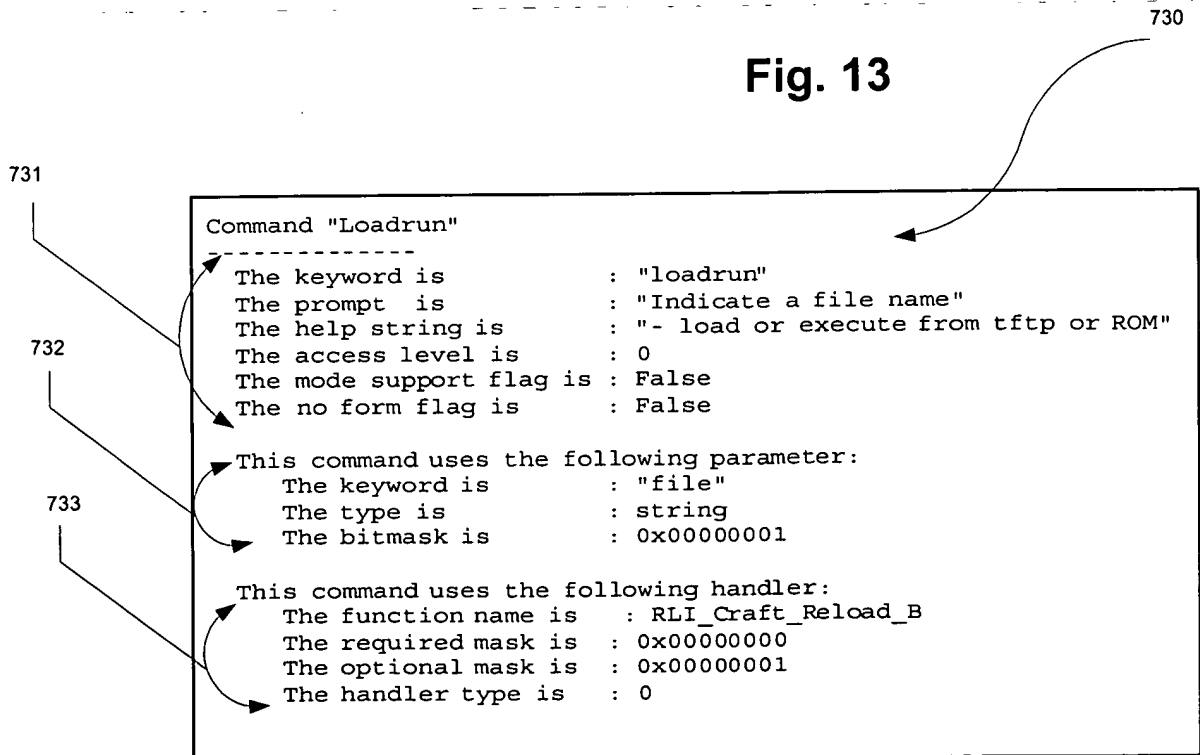 730
Fig. 13
731
Command "Loadrun"
--------------
The keyword is : "loadrun"
The prompt is : "Indicate a file name"
The help string is : "- load or execute from tftp or ROM"
The access level is : 0
The mode support flag is : False
The no form flag is : False
732
This command uses the following parameter:
The keyword is : "file"
The type is : string
The bitmask is : 0x00000001
733
This command uses the following handler:
The function name is : RLI_Craft_Reload_B
The required mask is : 0x00000000
The optional mask is : 0x00000001
The handler type is : 0